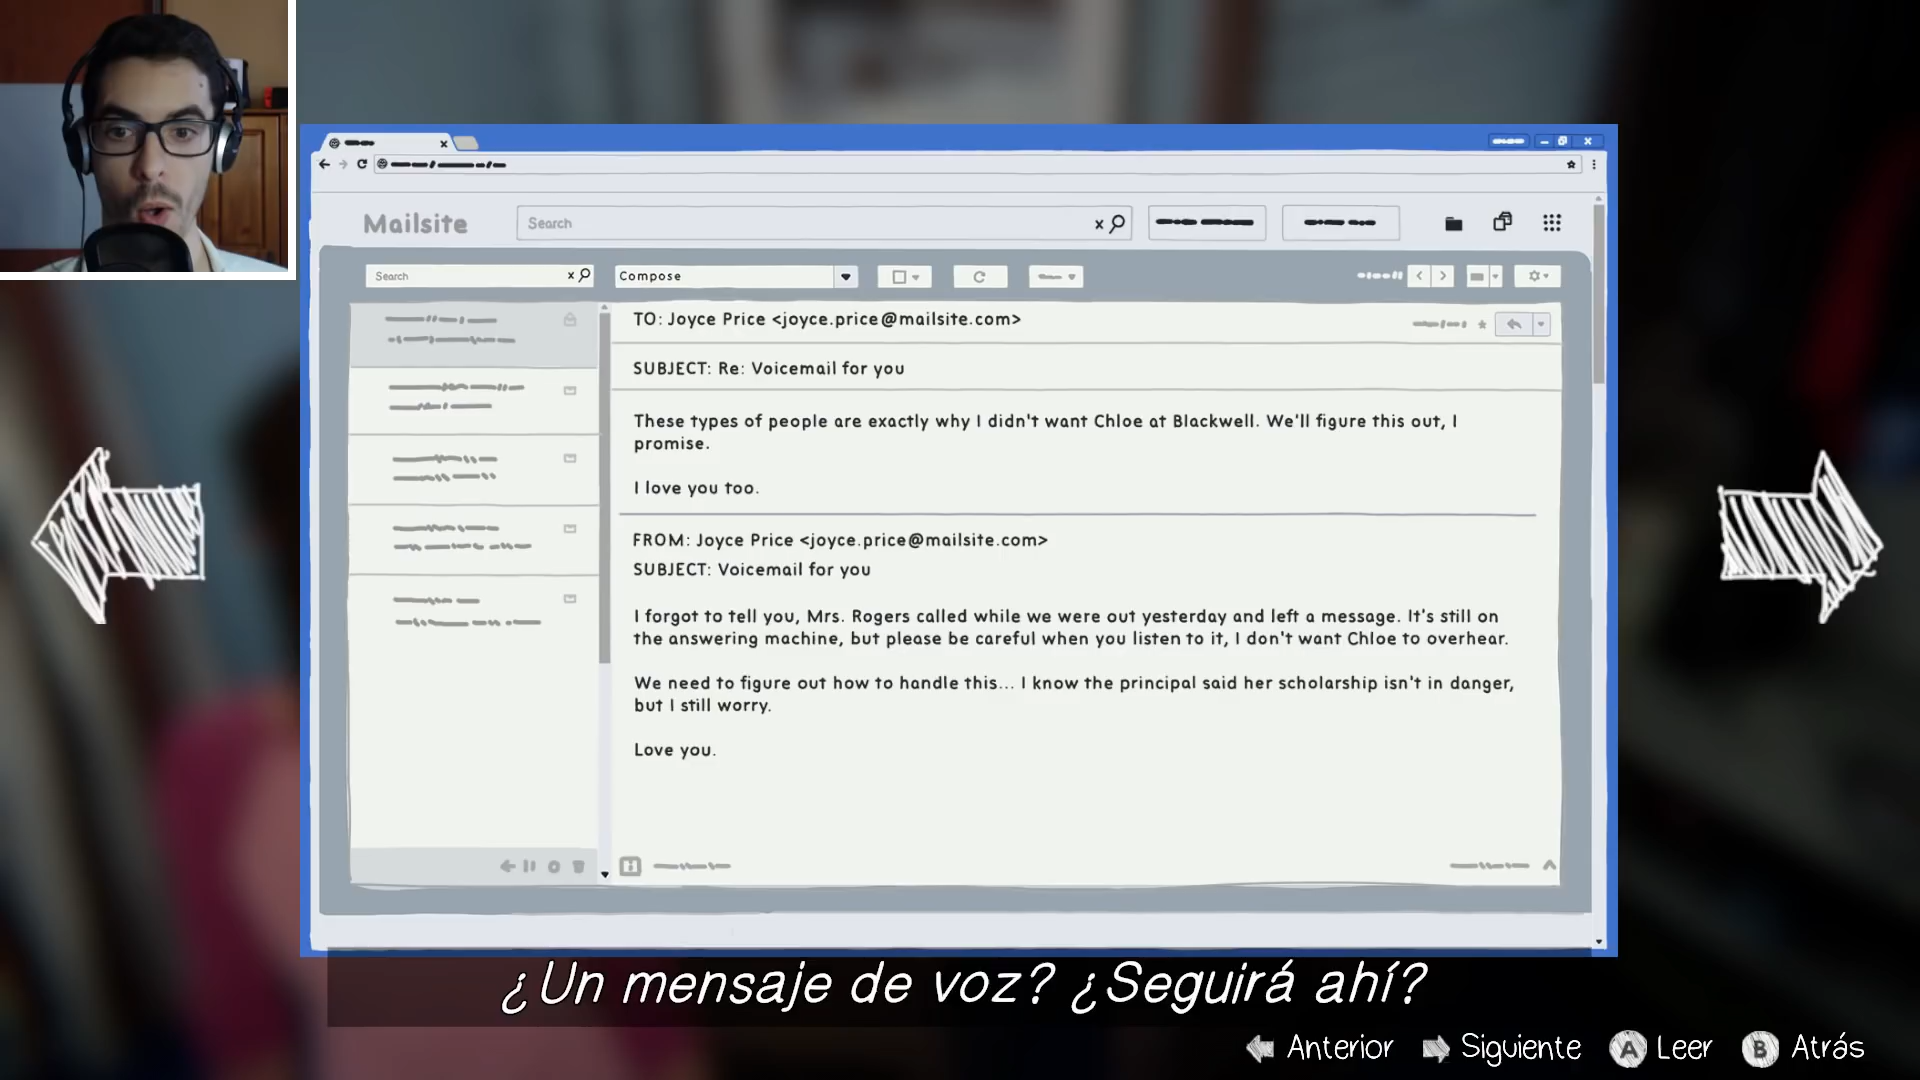 Mailsite
Search
Search
Compose
TO: Joyce Price <joyce.price@mailsite.com>
SUBJECT: Re: Voicemail for you
These types of people are exactly why I didn't want Chloe at Blackwell. We'll figure this out, I
promise.
I love you too.
FROM: Joyce Price <joyce.price@mailsite.com>
SUBJECT: Voicemail for you
I forgot to tell you, Mrs. Rogers called while we were out yesterday and left a message. It's still on
the answering machine, but please be careful when you listen to it, I don't want Chloe to overhear.
We need to figure out how to handle this... I know the principal said her scholarship isn't in danger,
but I still worry.
Love you.
¿Un mensaje de voz? ¿Seguirá ahí?
Anterior Siguiente A Leer B Atrás